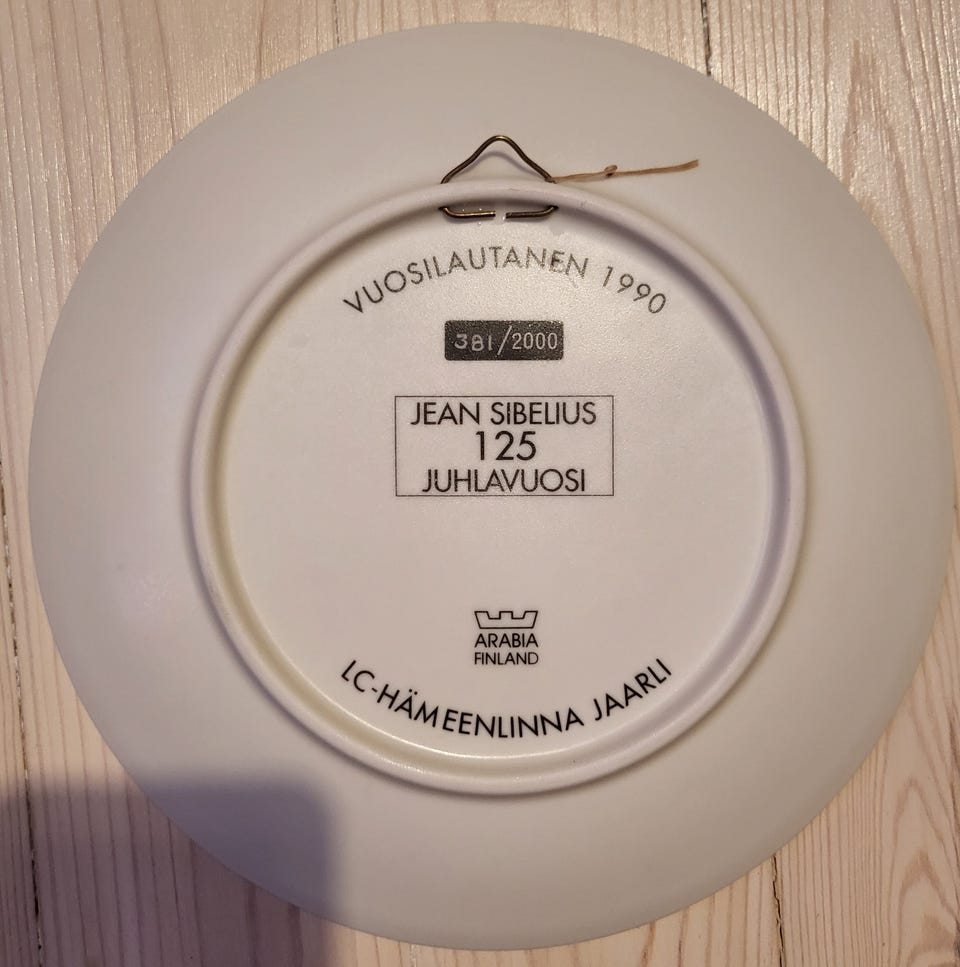 VUOSILAUTANEN 1990
381/2000
JEAN SIBELIUS
125
JUHLAVUOSI
ARABIA
FINLAND
LC-HÄMEENLINNA JAARLI